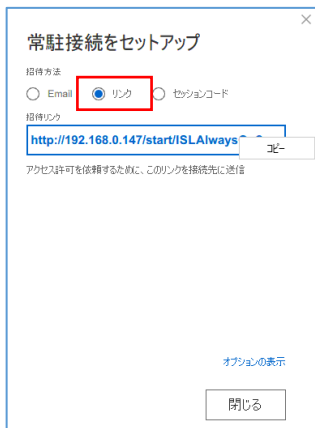 常駐接続をセットアップ
招待方法
Email リンク セッションコード
招待リンク
http://192.168.0.147/start/ISLAlways
コピー
アクセス許可を依頼するために、このリンクを接続先に送信
オプションの表示
閉じる